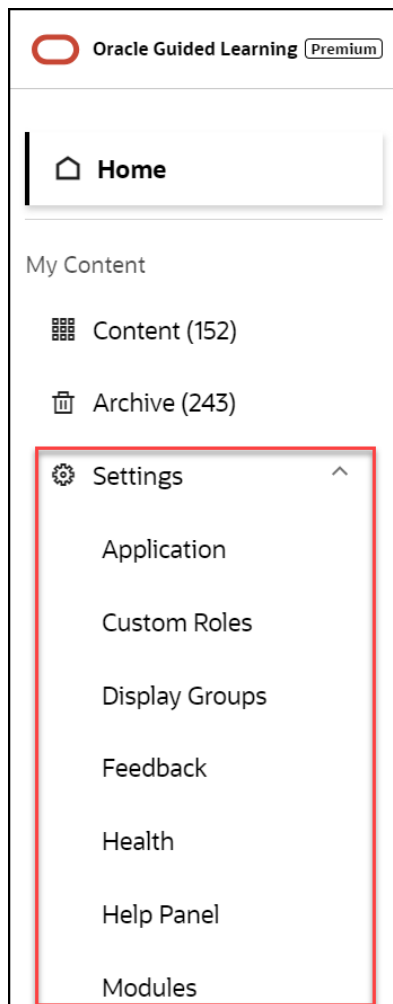 Oracle Guided Learning Premium
Home
My Content
Content (152)
Archive (243)
Settings
Application
Custom Roles
Display Groups
Feedback
Health
Help Panel
Modules